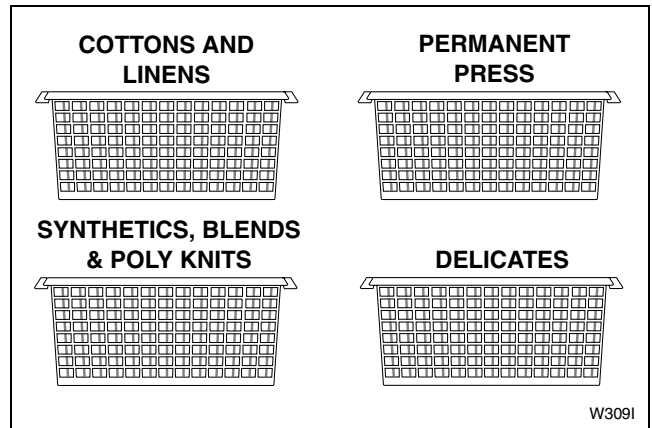 COTTONS AND
LINENS
PERMANENT
PRESS
SYNTHETICS, BLENDS
& POLY KNITS
DELICATES
W309I